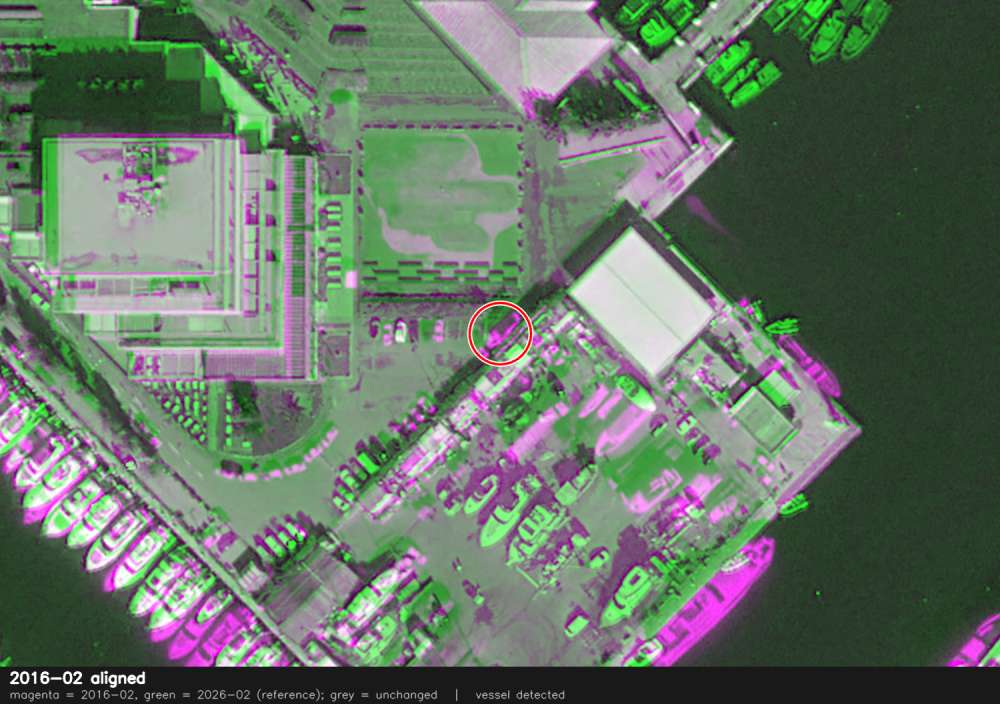 2016-02 aligned
magenta = 2016-02, green = 2026-02 (reference); grey = unchanged | vessel detected